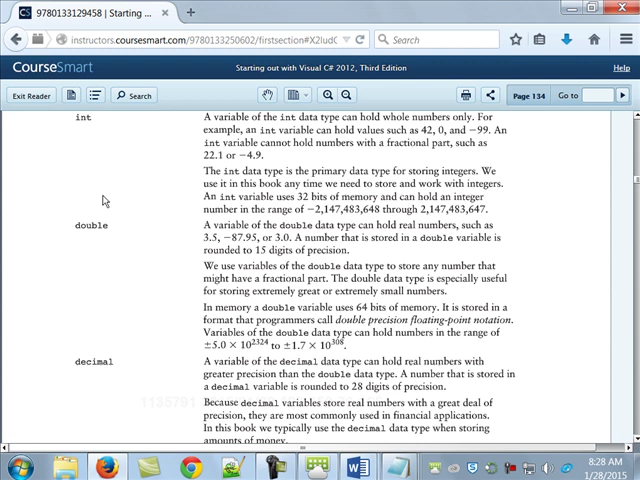 9780133129458 | Starting ...
instructors.coursesmart.com/9780133250602/firstsection#X2ludC
Search
CourseSmart
Starting out with Visual C# 2012, Third Edition
Help
Exit Reader
Search
Page 134
Go to
int
A variable of the int data type can hold whole numbers only. For
example, an int variable can hold values such as 42, 0, and −99. An
int variable cannot hold numbers with a fractional part, such as
22.1 or −4.9.
The int data type is the primary data type for storing integers. We
use it in this book any time we need to store and work with integers.
An int variable uses 32 bits of memory and can hold an integer
number in the range of −2,147,483,648 through 2,147,483,647.
double
A variable of the double data type can hold real numbers, such as
3.5, −87.95, or 3.0. A number that is stored in a double variable is
rounded to 15 digits of precision.
We use variables of the double data type to store any number that
might have a fractional part. The double data type is especially useful
for storing extremely great or extremely small numbers.
In memory a double variable uses 64 bits of memory. It is stored in a
format that programmers call double precision floating-point notation.
Variables of the double data type can hold numbers in the range of
±5.0 × 10²³²⁴ to ±1.7 × 10³⁰⁸.
decimal
A variable of the decimal data type can hold real numbers with
greater precision than the double data type. A number that is stored in
a decimal variable is rounded to 28 digits of precision.
Because decimal variables store real numbers with a great deal of
precision, they are most commonly used in financial applications.
In this book we typically use the decimal data type when storing
amounts of money.
8:28 AM
1/28/2015